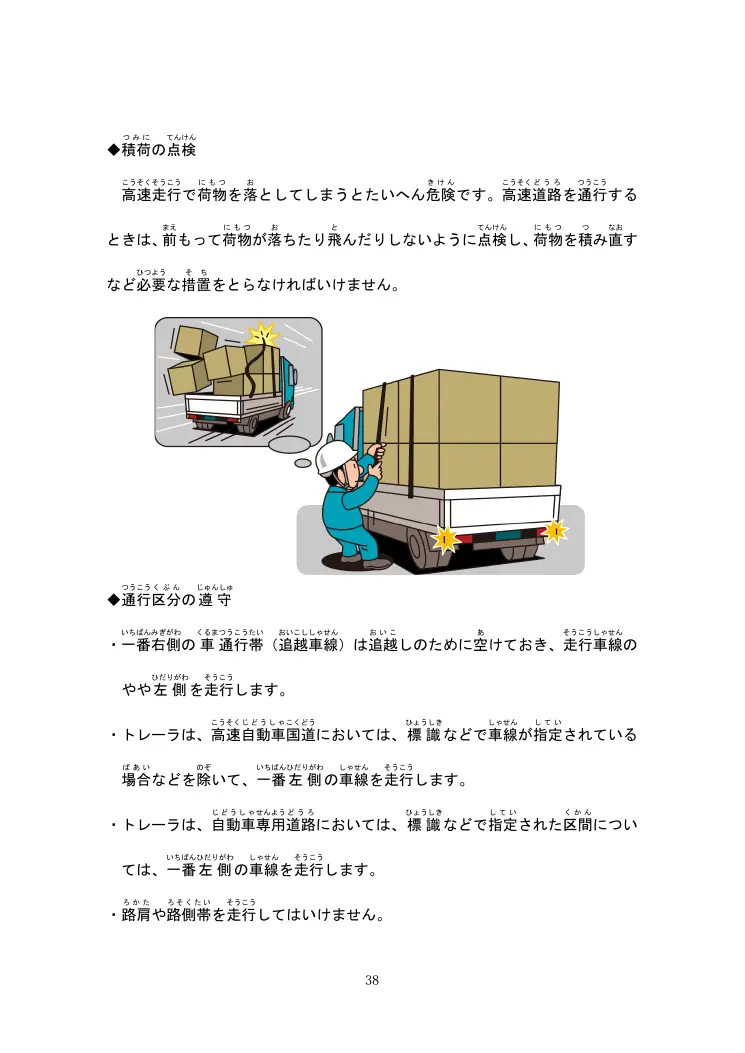 ◆積荷の点検
高速走行で荷物を落としてしまうとたいへん危険です。高速道路を通行する
ときは、前もって荷物が落ちたり飛んだりしないように点検し、荷物を積み直す
など必要な措置をとらなければいけません。
◆通行区分の遵守
・一番右側の車通行帯(追越車線)は追越しのために空けておき、走行車線の
やや左側を走行します。
・トレーラは、高速自動車国道においては、標識などで車線が指定されている
場合などを除いて、一番左側の車線を走行します。
・トレーラは、自動車専用道路においては、標識などで指定された区間につい
ては、一番左側の車線を走行します。
・路肩や路側帯を走行してはいけません。
38